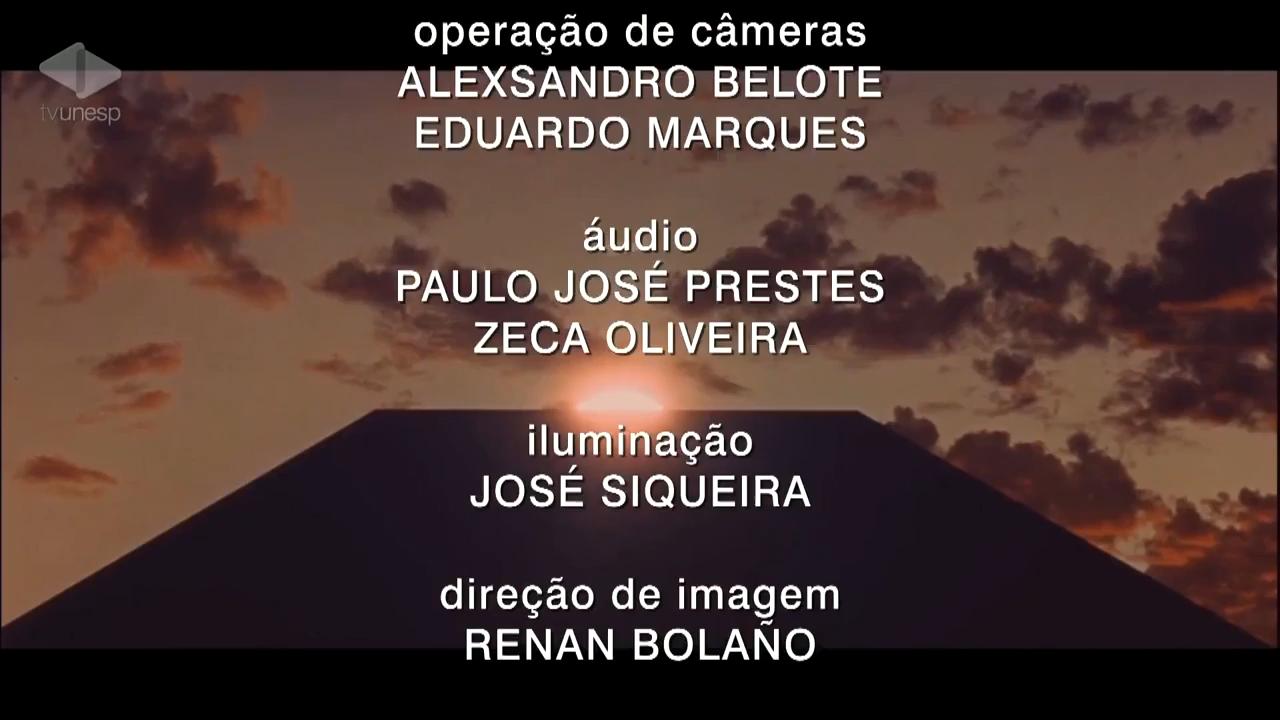 operação de câmeras
ALEXSANDRO BELOTE
tvunesp
EDUARDO MARQUES
áudio
PAULO JOSÉ PRESTES
ZECA OLIVEIRA
iluminação
JOSÉ SIQUEIRA
direção de imagem
RENAN BOLAÑO